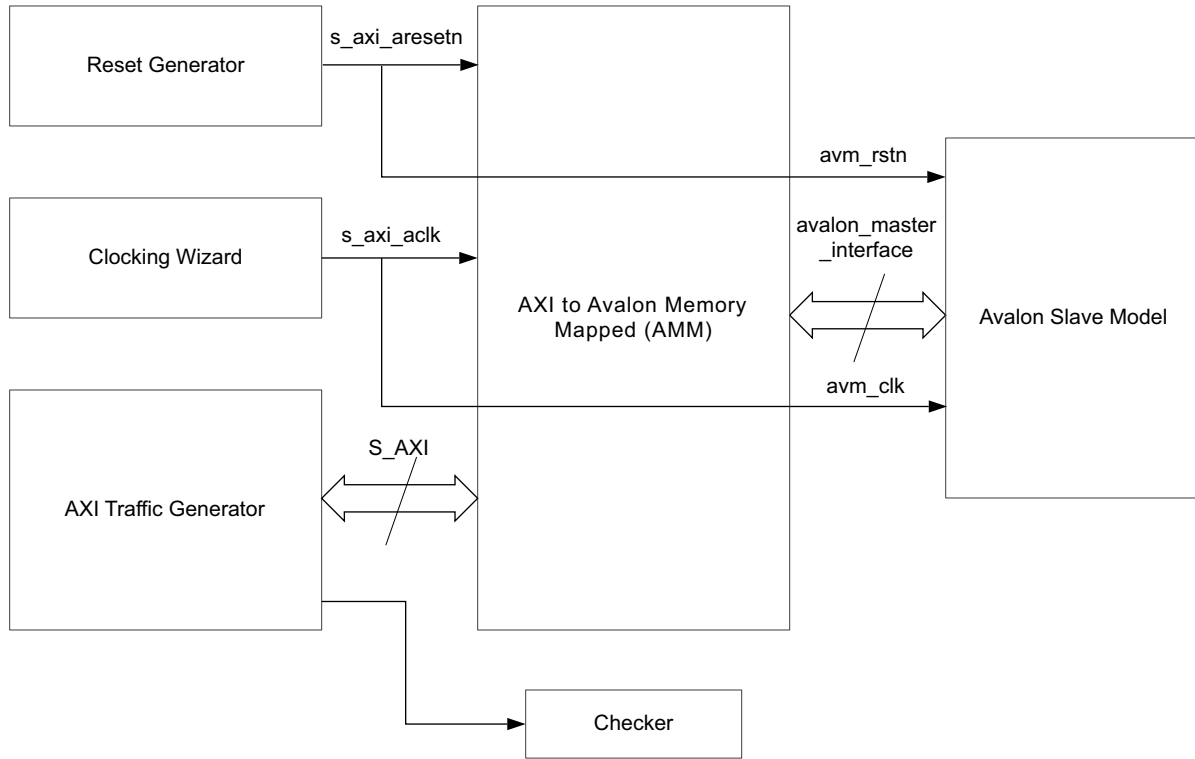 s_axi_aresetn
Reset Generator
avm_rstn
s_axi_aclk
avalon_master
_interface
Clocking Wizard
AXI to Avalon Memory
Mapped (AMM)
Avalon Slave Model
avm_clk
S_AXI
AXI Traffic Generator
Checker